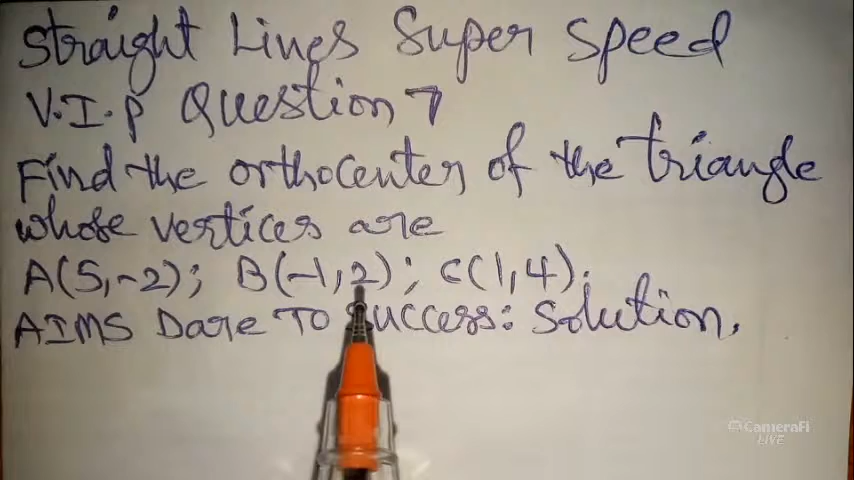 Straight Lines Super Speed
V.I.P Question 7
Find the orthocenter of the triangle
whose vertices are
A(5,-2); B(-1,2); C(1,4).
AIMS Dare To Success: Solution.
CameraFi
LIVE